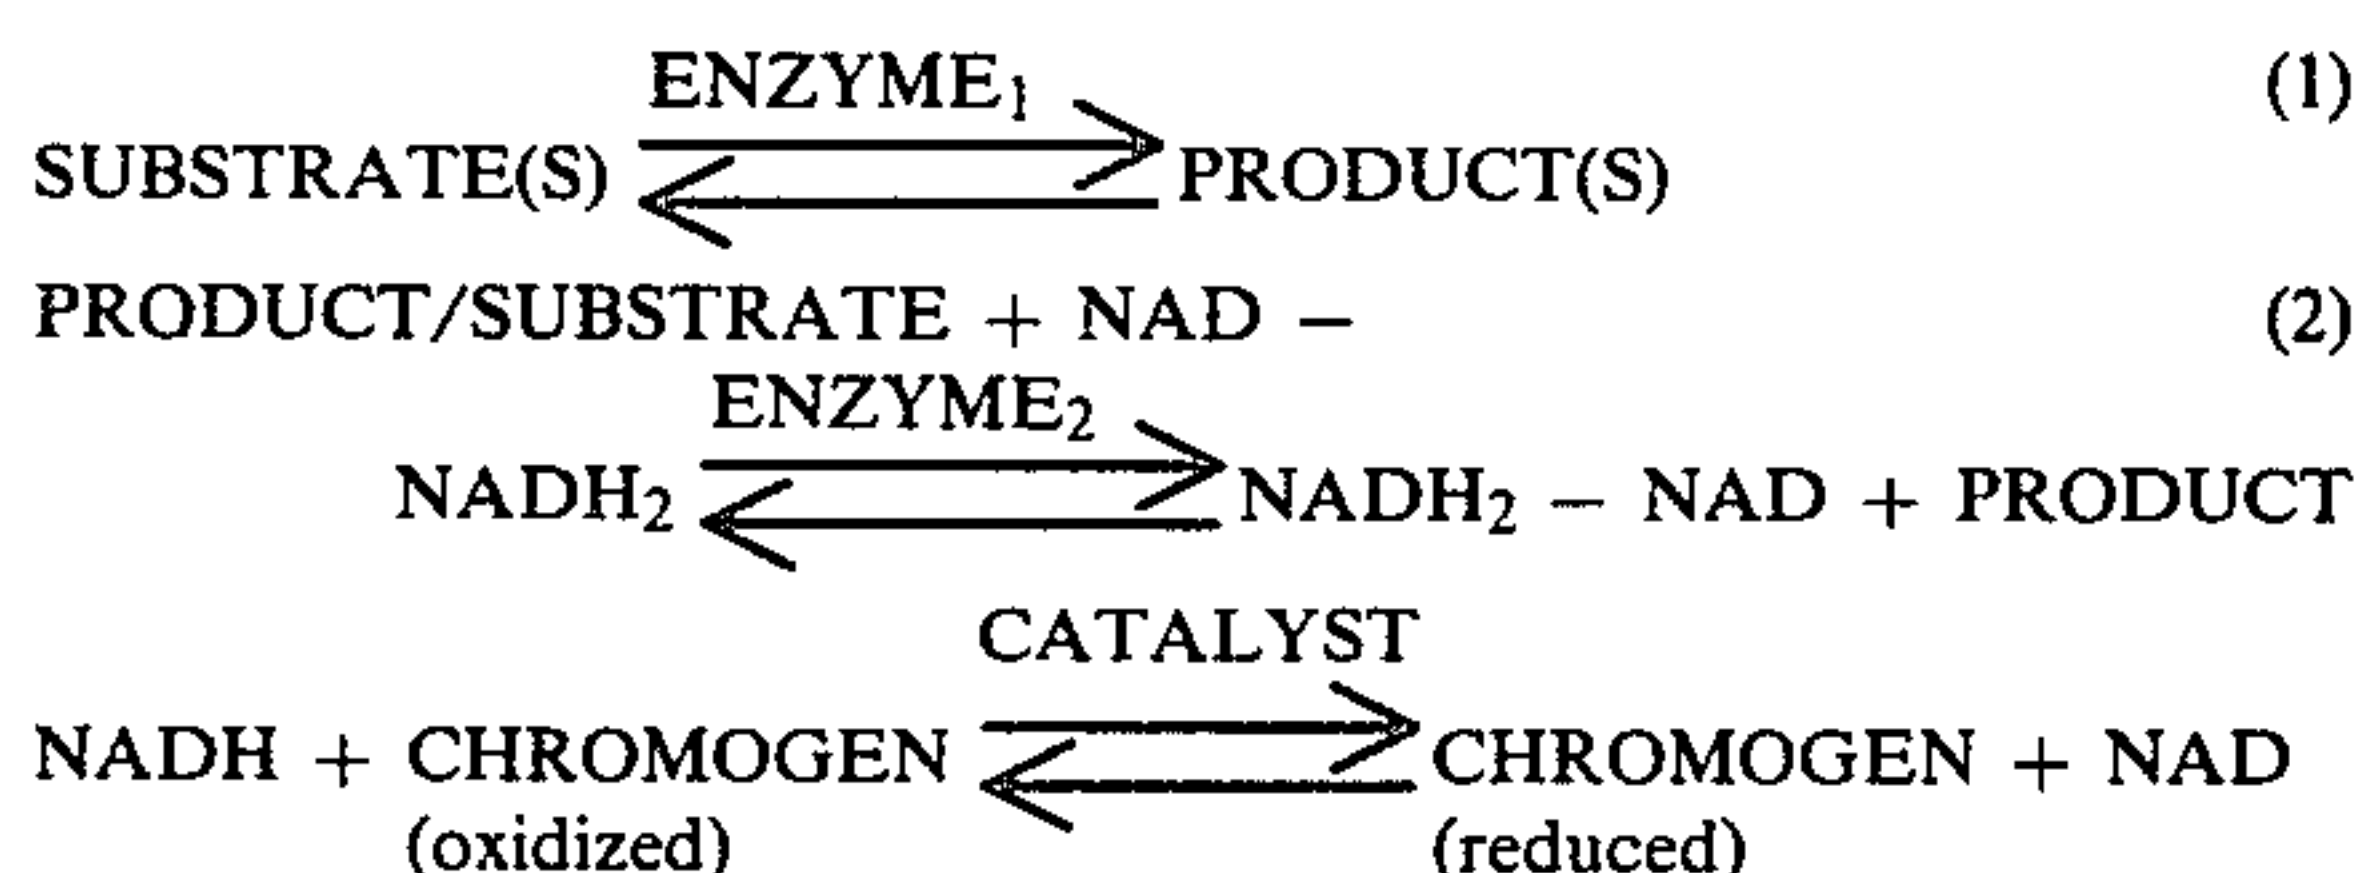 ENZYME₁ (1)
SUBSTRATE(S) ⇌ PRODUCT(S)
PRODUCT/SUBSTRATE + NAD − (2)
ENZYME₂
NADH₂ ⇌ NADH₂ − NAD + PRODUCT
CATALYST
NADH + CHROMOGEN ⇌ CHROMOGEN + NAD
(oxidized) (reduced)